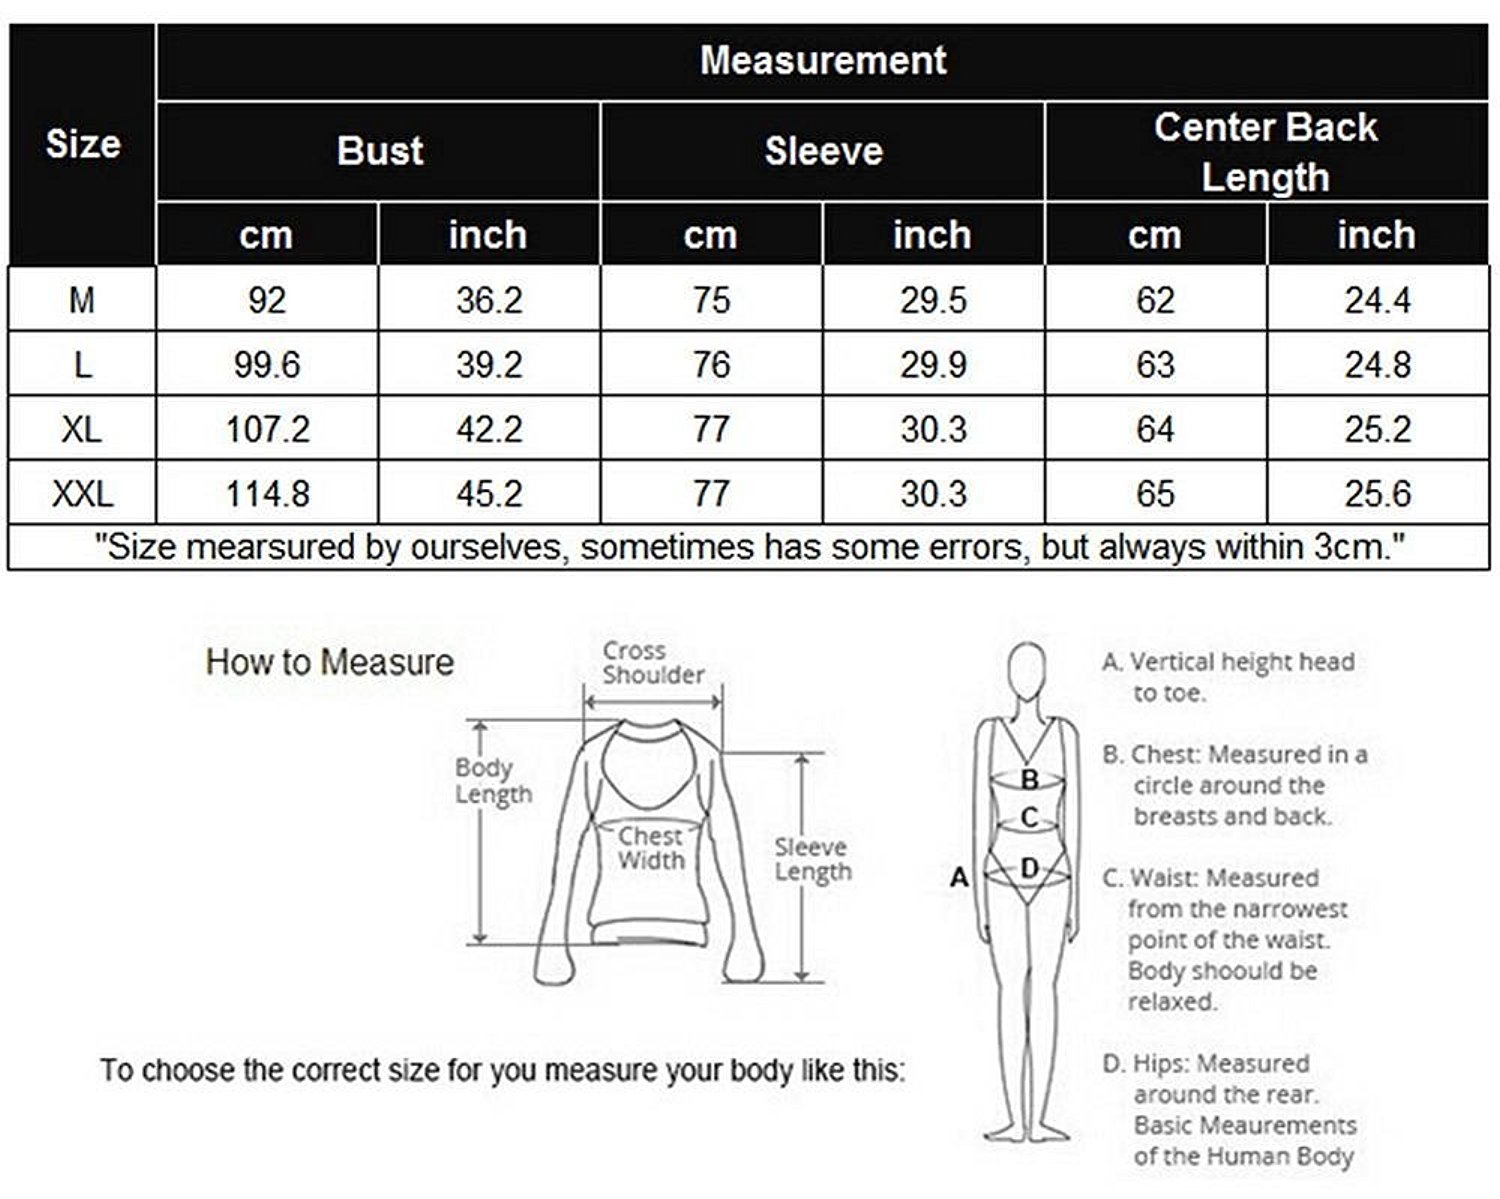 Measurement
Size Bust Sleeve Center Back
Length
cm inch cm inch cm inch
M 92 36.2 75 29.5 62 24.4
L 99.6 39.2 76 29.9 63 24.8
XL 107.2 42.2 77 30.3 64 25.2
XXL 114.8 45.2 77 30.3 65 25.6
"Size mearsured by ourselves, sometimes has some errors, but always within 3cm."
How to Measure
Cross
Shoulder
Body
Length
Chest
Width
Sleeve
Length
To choose the correct size for you measure your body like this:
B
C
D
A
A. Vertical height head
to toe.
B. Chest: Measured in a
circle around the
breasts and back.
C. Waist: Measured
from the narrowest
point of the waist.
Body shoould be
relaxed.
D. Hips: Measured
around the rear.
Basic Meaurements
of the Human Body